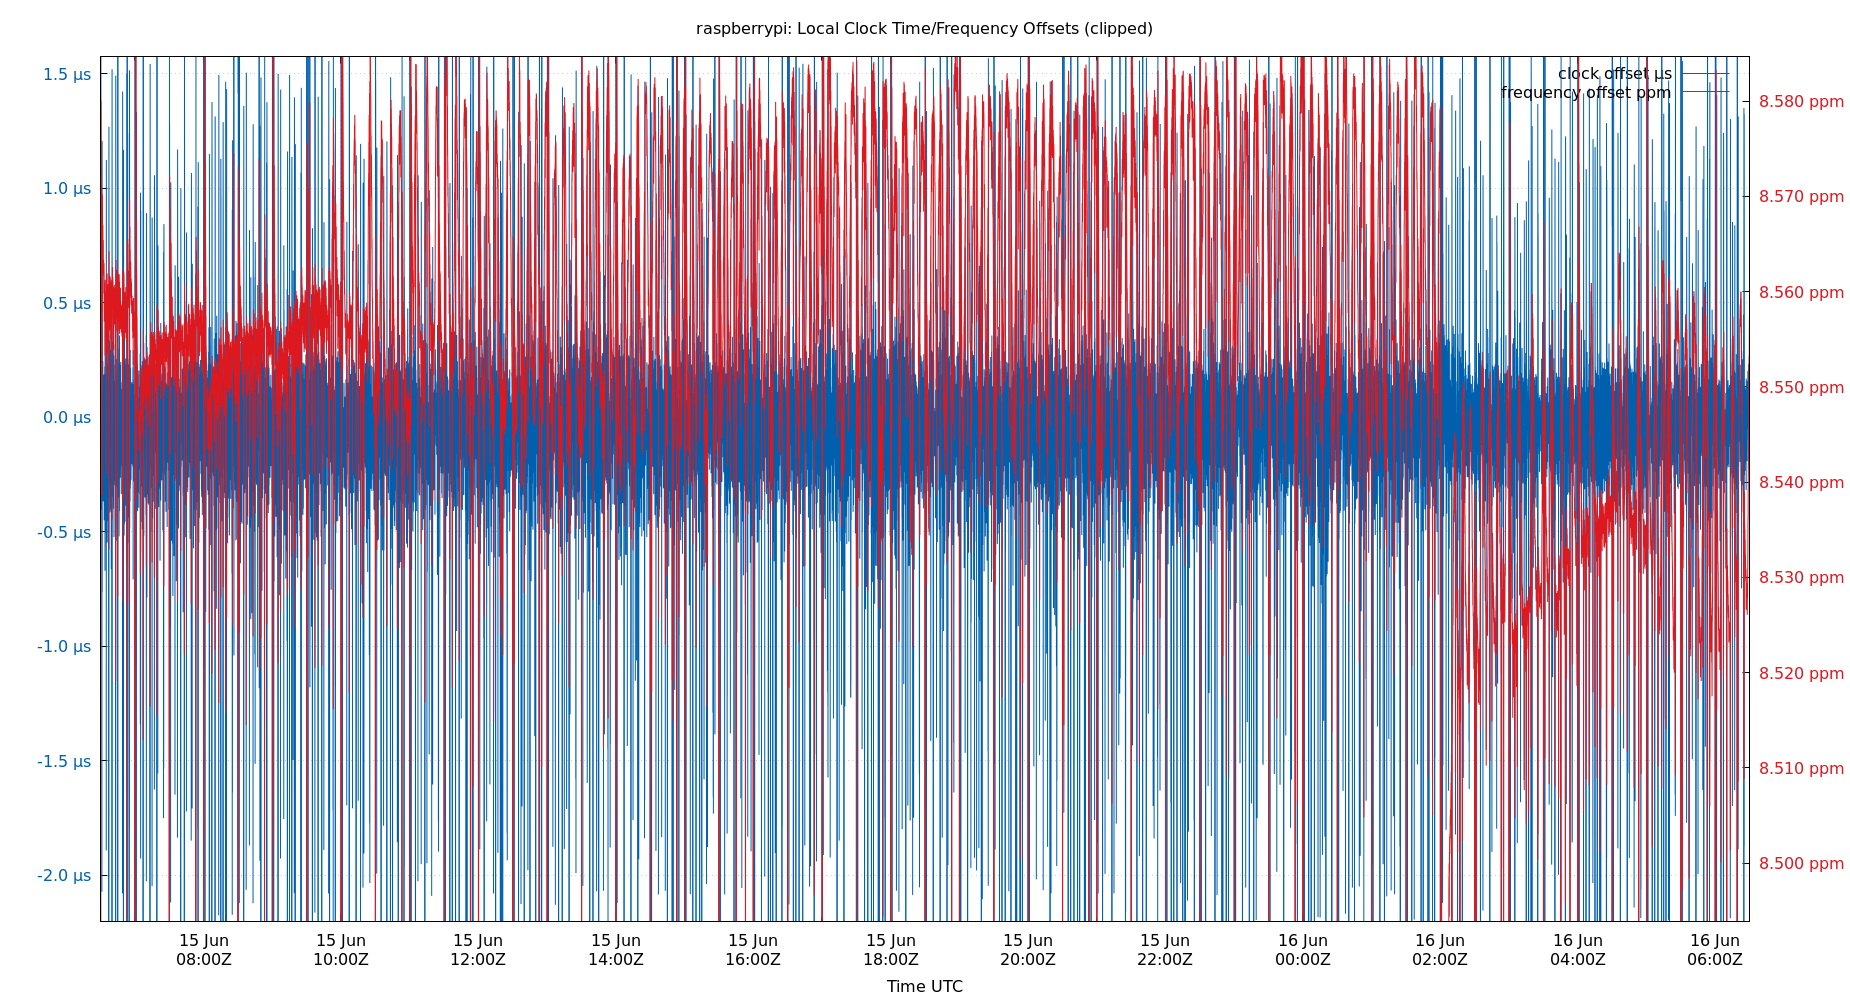 raspberrypi: Local Clock Time/Frequency Offsets (clipped)
clock offset µs
frequency offset ppm
1.5 µs
1.0 µs
0.5 µs
0.0 µs
-0.5 µs
-1.0 µs
-1.5 µs
-2.0 µs
8.580 ppm
8.570 ppm
8.560 ppm
8.550 ppm
8.540 ppm
8.530 ppm
8.520 ppm
8.510 ppm
8.500 ppm
15 Jun 15 Jun 15 Jun 15 Jun 15 Jun 15 Jun 15 Jun 15 Jun 16 Jun 16 Jun 16 Jun 16 Jun
08:00Z 10:00Z 12:00Z 14:00Z 16:00Z 18:00Z 20:00Z 22:00Z 00:00Z 02:00Z 04:00Z 06:00Z
Time UTC